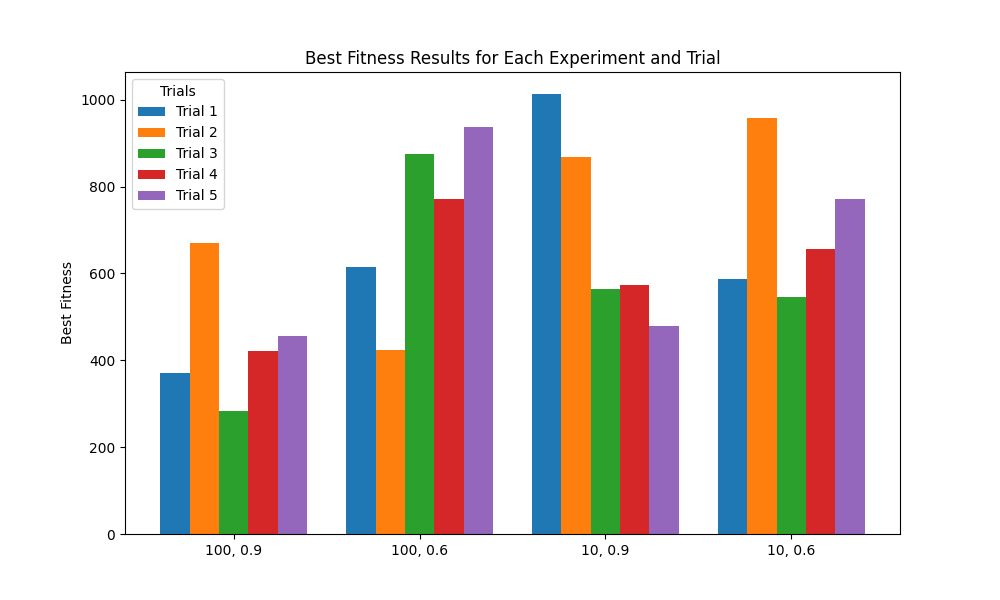 Best Fitness Results for Each Experiment and Trial
Trials
Trial 1
Trial 2
Trial 3
Trial 4
Trial 5
Best Fitness
1000
800
600
400
200
0
100, 0.9
100, 0.6
10, 0.9
10, 0.6